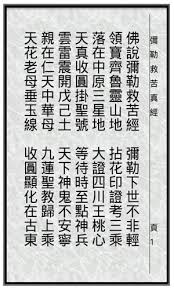 彌勒救苦真經 頁1
佛說彌勒救苦經 彌勒下世不非輕
領寶齊魯靈山地 拈花印證考三乘
落在中原三星地 大證四川王桃心
天真收圓掛聖號 等待時至點神兵
雲雷震開戊己土 天下神鬼不安寧
親在仁天中華母 九蓮聖教歸上乘
天花老母垂玉線 收圓顯化在古東